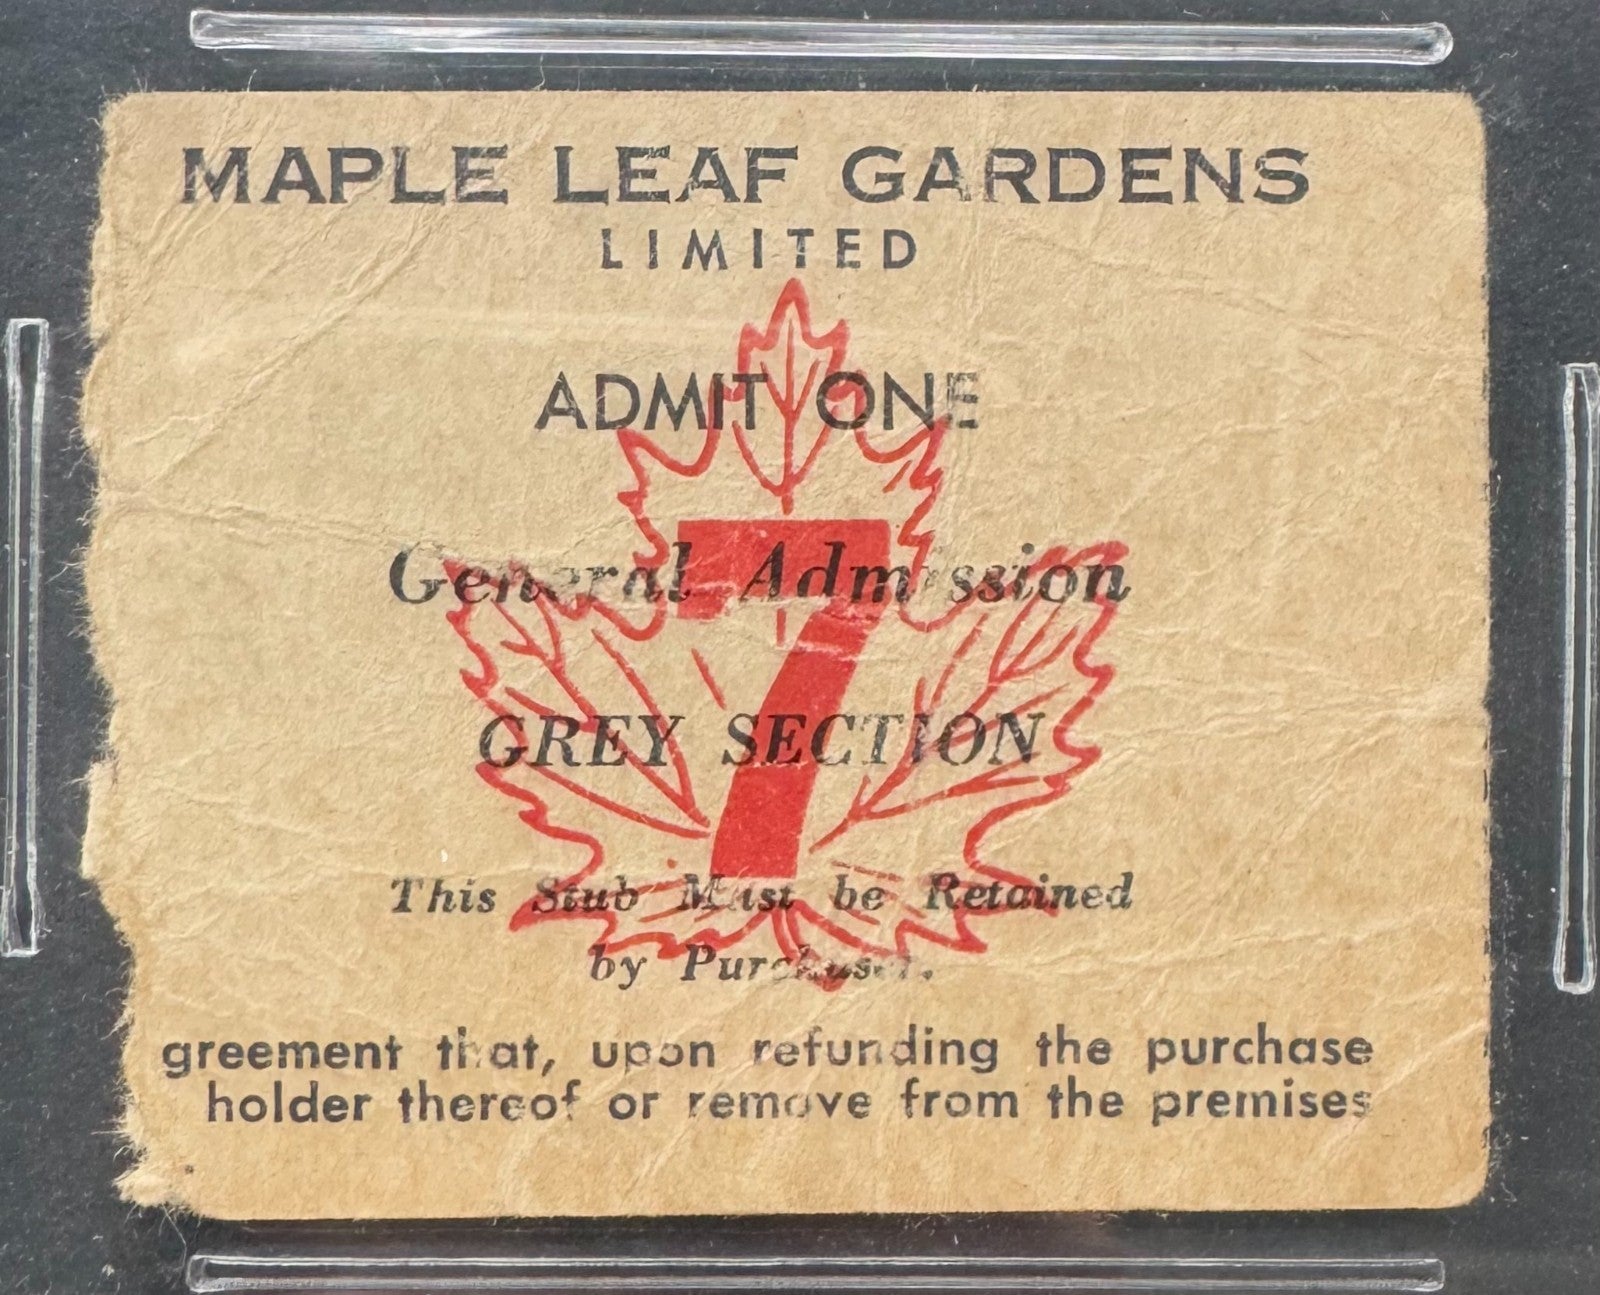 MAPLE LEAF GARDENS
LIMITED
ADMIT ONE
7
General Admission
GREY SECTION
This Stub Must be Retained
by Purchaser.
greement that, upon refunding the purchase
holder thereof or remove from the premises